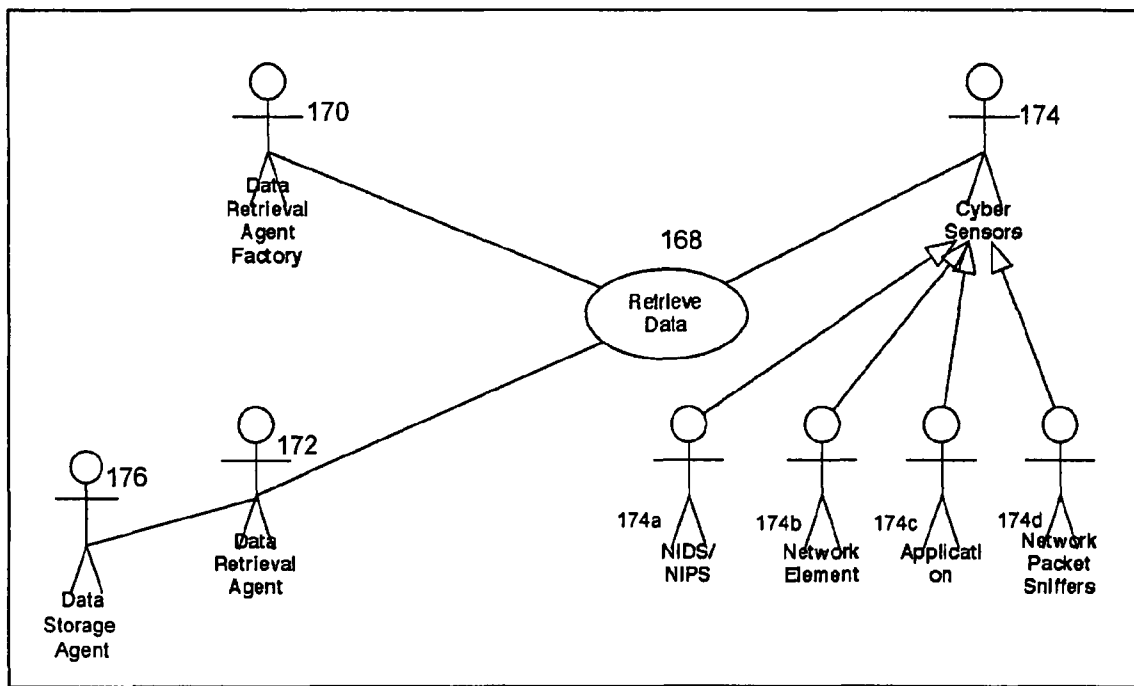 170
Data
Retrieval
Agent
Factory
174
Cyber
Sensors
168
Retrieve
Data
176
Data
Storage
Agent
172
Data
Retrieval
Agent
174a
NIDS/
NIPS
174b
Network
Element
174c
Applicati
on
174d
Network
Packet
Sniffers